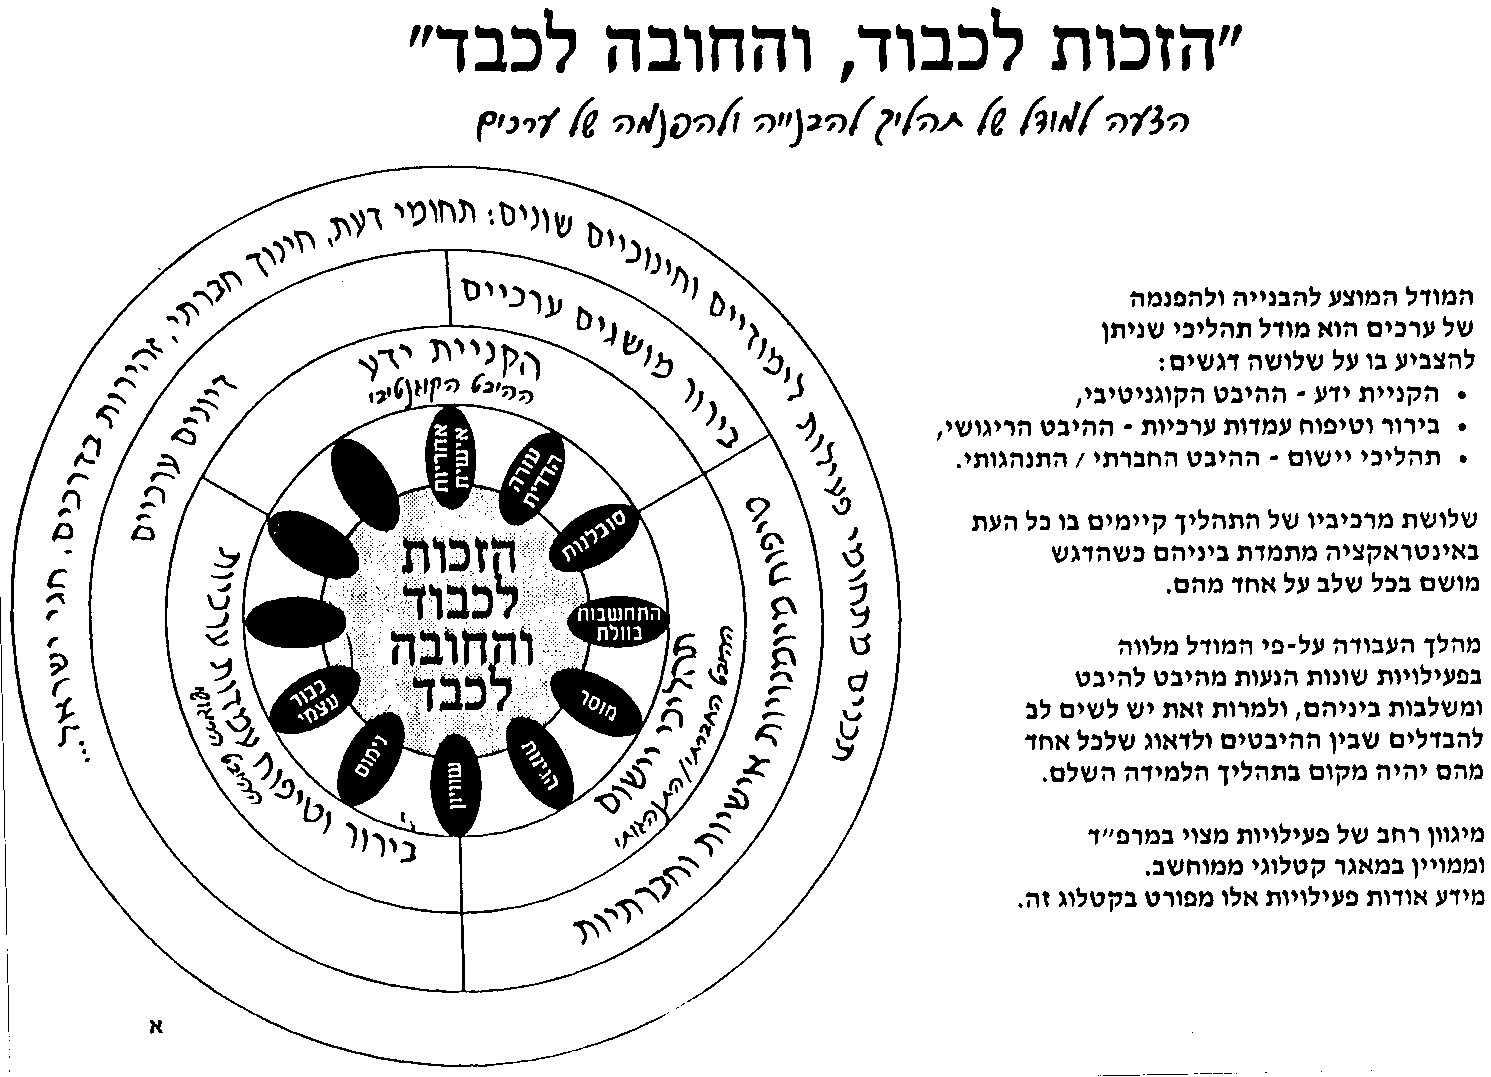 "הזכות לכבוד, והחובה לכבד"
הצעה למודל של תהליך להבנייה ולהפנמה של ערכים
המודל המוצע להבנייה ולהפנמה
של ערכים הוא מודל תהליכי שניתן
להצביע בו על שלושה דגשים:
• הקניית ידע - ההיבט הקוגניטיבי,
• בירור וטיפוח עמדות ערכיות - ההיבט הריגושי,
• תהליכי יישום - ההיבט החברתי / התנהגותי.
שלושת מרכיביו של התהליך קיימים בו כל העת
באינטראקציה מתמדת ביניהם כשהדגש
מושם בכל שלב על אחד מהם.
מהלך העבודה על-פי המודל מלווה
בפעילויות שונות הנעות מהיבט להיבט
ומשלבות ביניהם, ולמרות זאת יש לשים לב
להבדלים שבין ההיבטים ולדאוג שלכל אחד
מהם יהיה מקום בתהליך הלמידה השלם.
מיגוון רחב של פעילויות מצוי במרפ״ד
וממויין במאגר קטלוגי ממוחשב.
מידע אודות פעילויות אלו מפורט בקטלוג זה.
תכנים מתחומי פעילות לימודיים וחינוכיים שונים: תחומי דעת, חינוך חברתי, זהירות בדרכים, חגי ישראל...
בירור מושגים ערכיים
דיונים ערכיים
מיומנויות אישיות וחברתיות
הקניית ידע
ההיבט הקוגנטיבי
תהליכי יישום
ההיבט החברתי/התנהגותי
בירור וטיפוח עמדות ערכיות
ההיבט
אחריות
אישית
עזרה
הדדית
סובלנות
התחשבות
בזולת
מוסר
הגינות
שוויון
נימוס
כבוד
עצמי
הזכות
לכבוד
והחובה
לכבד
א